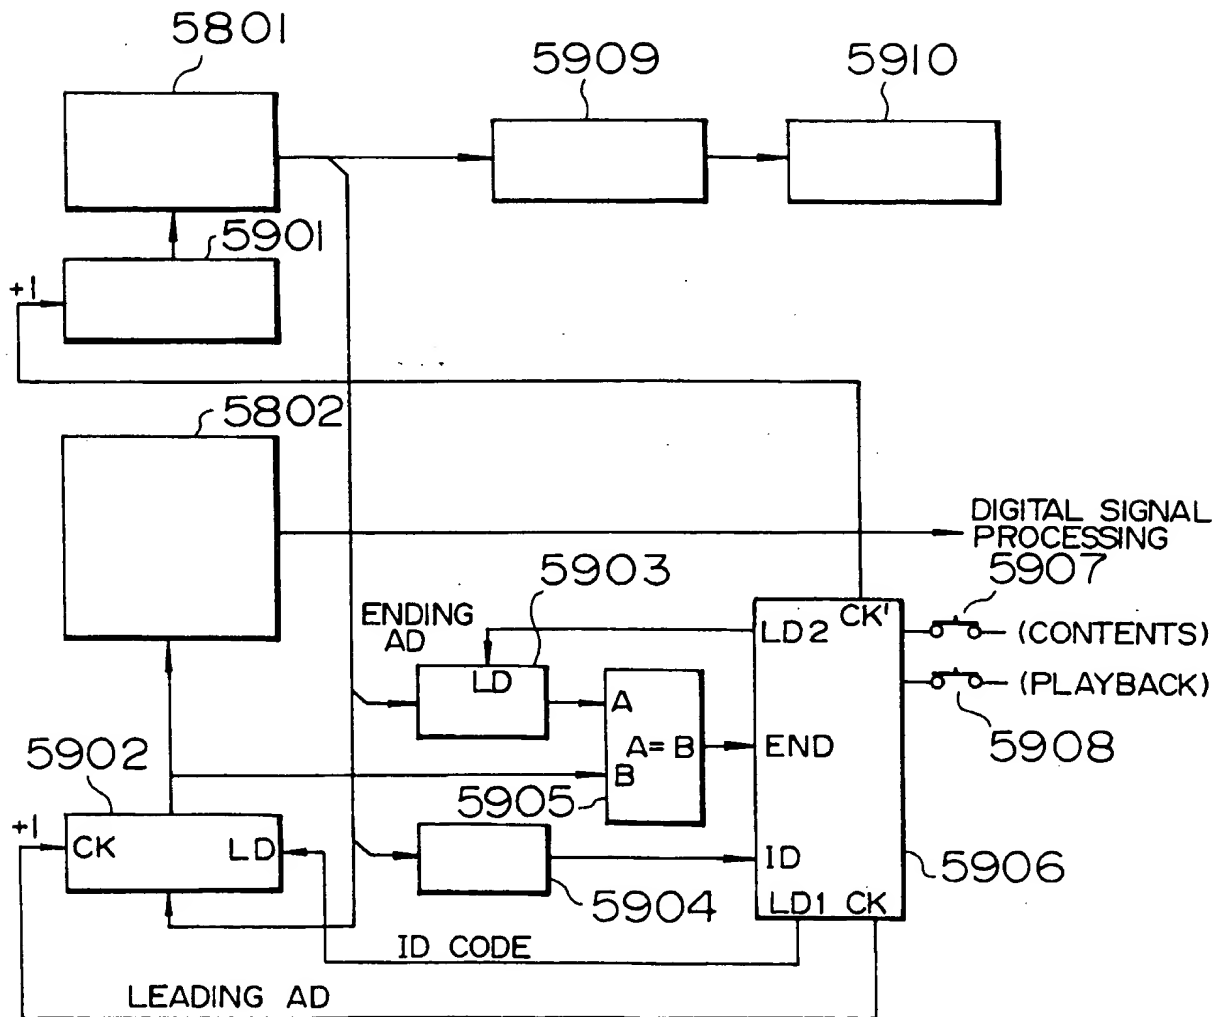 5801
5909
5910
5901
+1
5802
DIGITAL SIGNAL
PROCESSING
5903
5907
ENDING
AD
LD2
CK'
(CONTENTS)
LD
(PLAYBACK)
A
5908
5902
A=B
END
B
5905
+1
CK
LD
ID
5906
5904
LD1
CK
ID CODE
LEADING AD